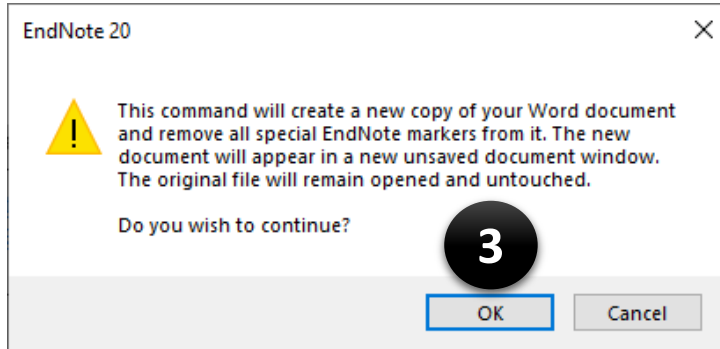 EndNote 20
This command will create a new copy of your Word document
and remove all special EndNote markers from it. The new
document will appear in a new unsaved document window.
The original file will remain opened and untouched.
Do you wish to continue?
3
OK
Cancel